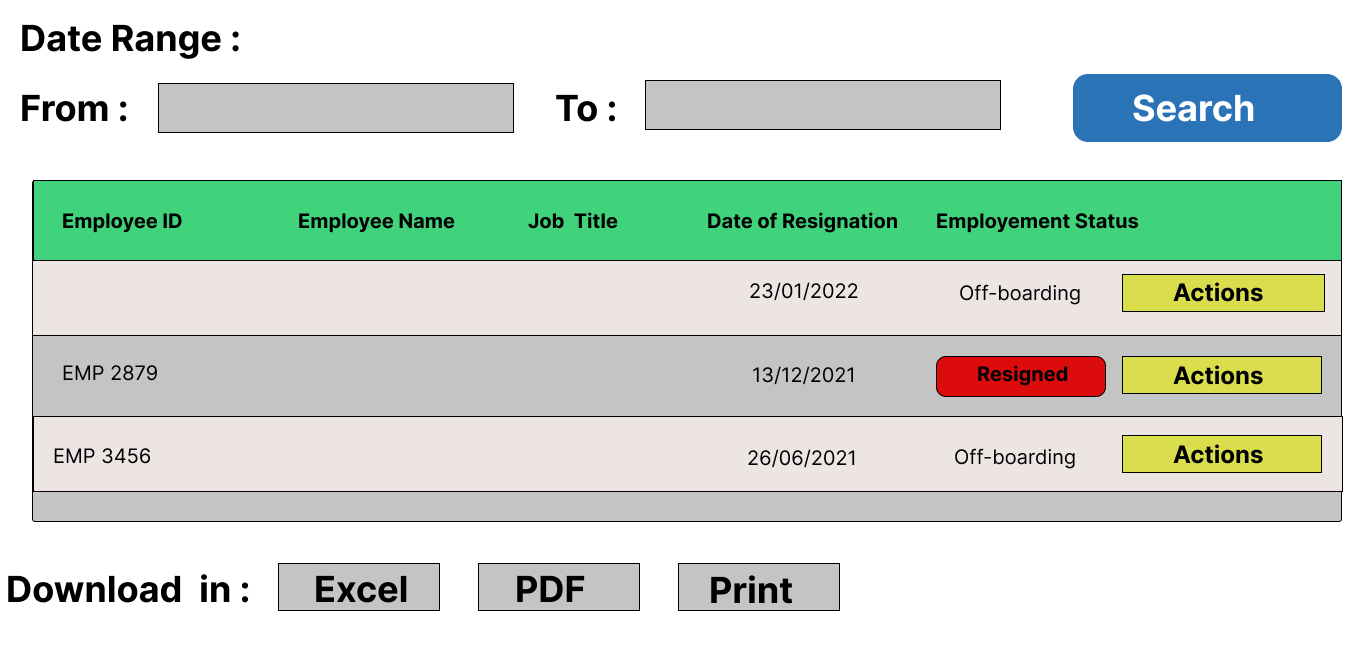 Date Range :
From : To : Search
Employee ID Employee Name Job Title Date of Resignation Employement Status
23/01/2022 Off-boarding Actions
EMP 2879 13/12/2021 Resigned Actions
EMP 3456 26/06/2021 Off-boarding Actions
Download in : Excel PDF Print